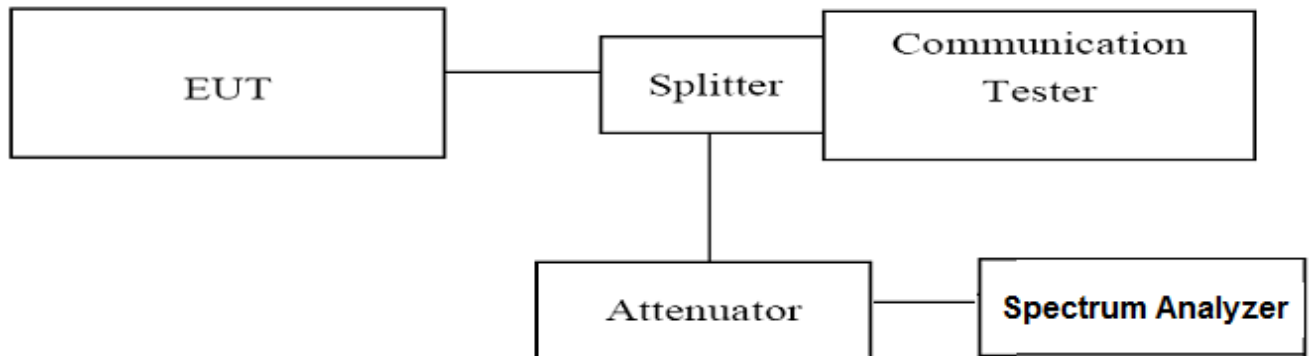 EUT
Splitter
Communication
Tester
Attenuator
Spectrum Analyzer